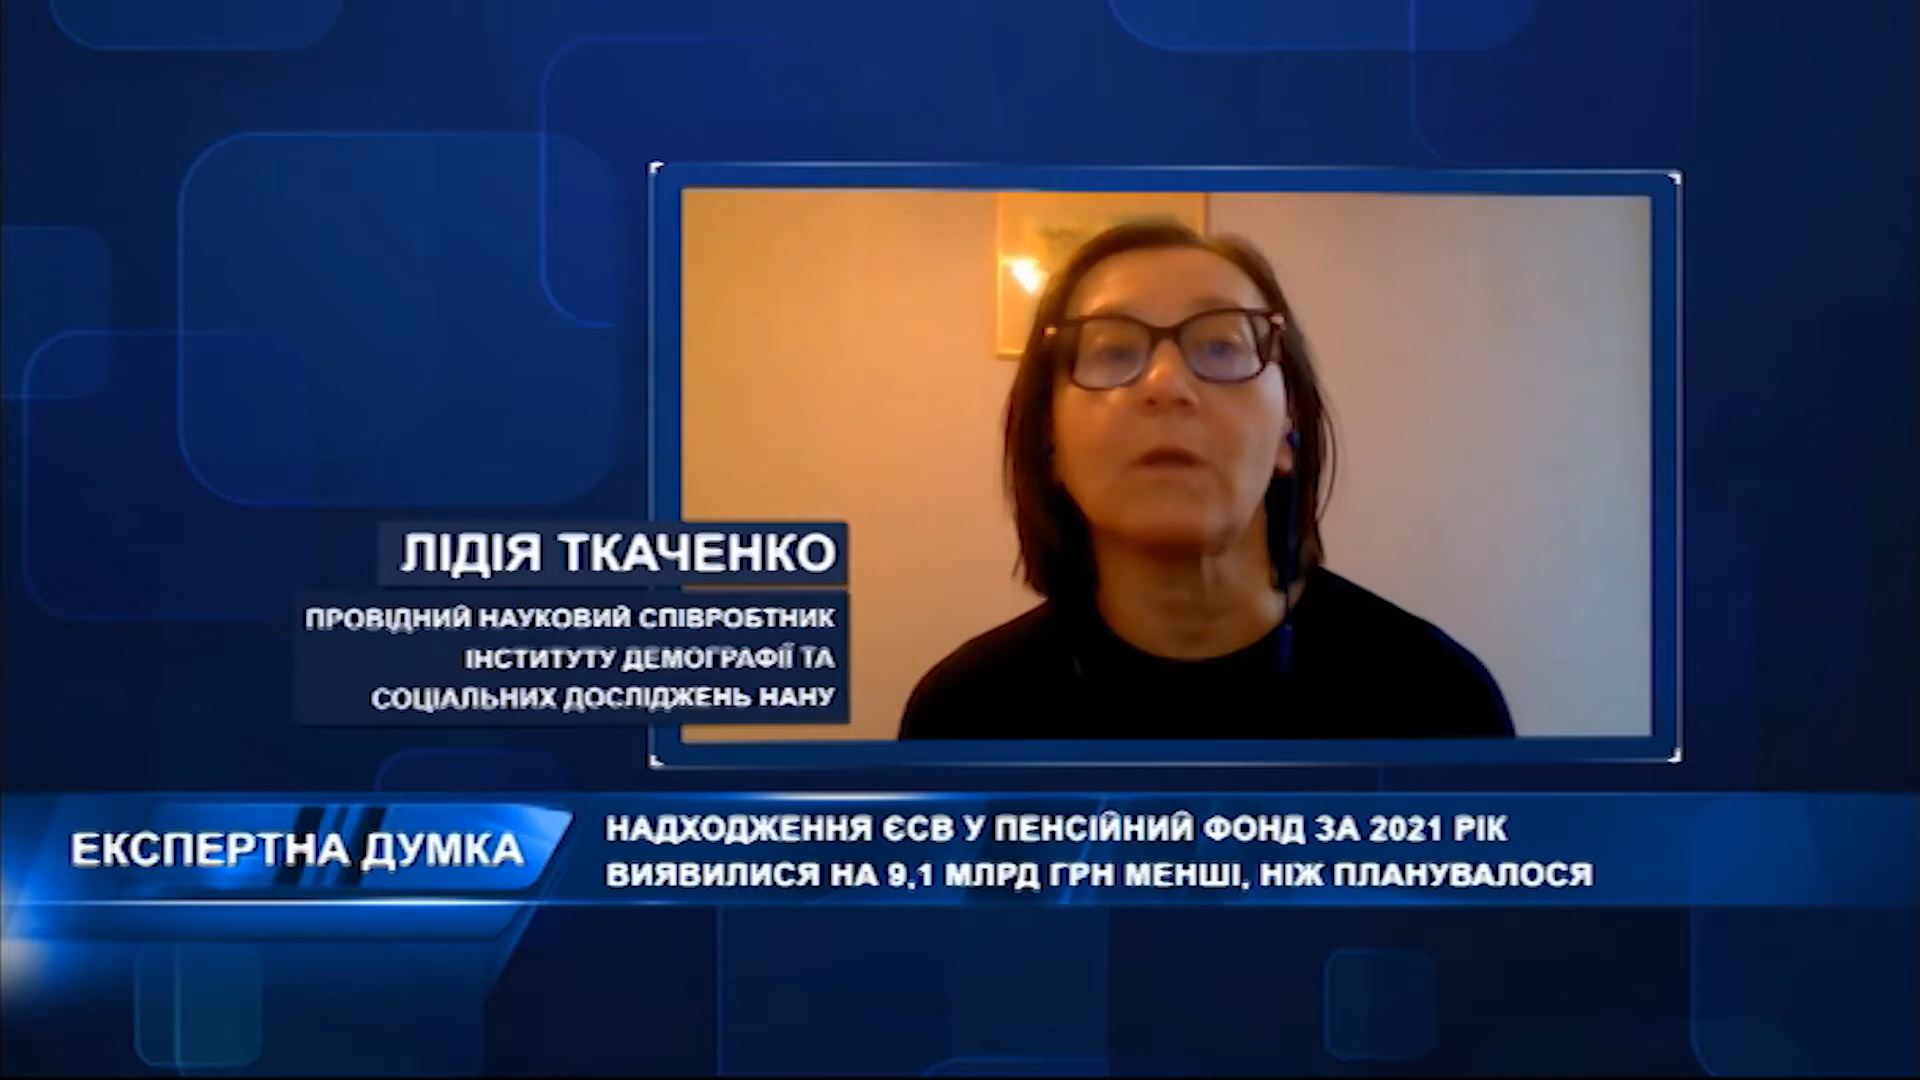 ЛІДІЯ ТКАЧЕНКО
ПРОВІДНИЙ НАУКОВИЙ СПІВРОБТНИК
ІНСТИТУТУ ДЕМОГРАФІЇ ТА
СОЦІАЛЬНИХ ДОСЛІДЖЕНЬ НАНУ
ЕКСПЕРТНА ДУМКА
НАДХОДЖЕННЯ ЄСВ У ПЕНСІЙНИЙ ФОНД ЗА 2021 РІК
ВИЯВИЛИСЯ НА 9,1 МЛРД ГРН МЕНШІ, НІЖ ПЛАНУВАЛОСЯ